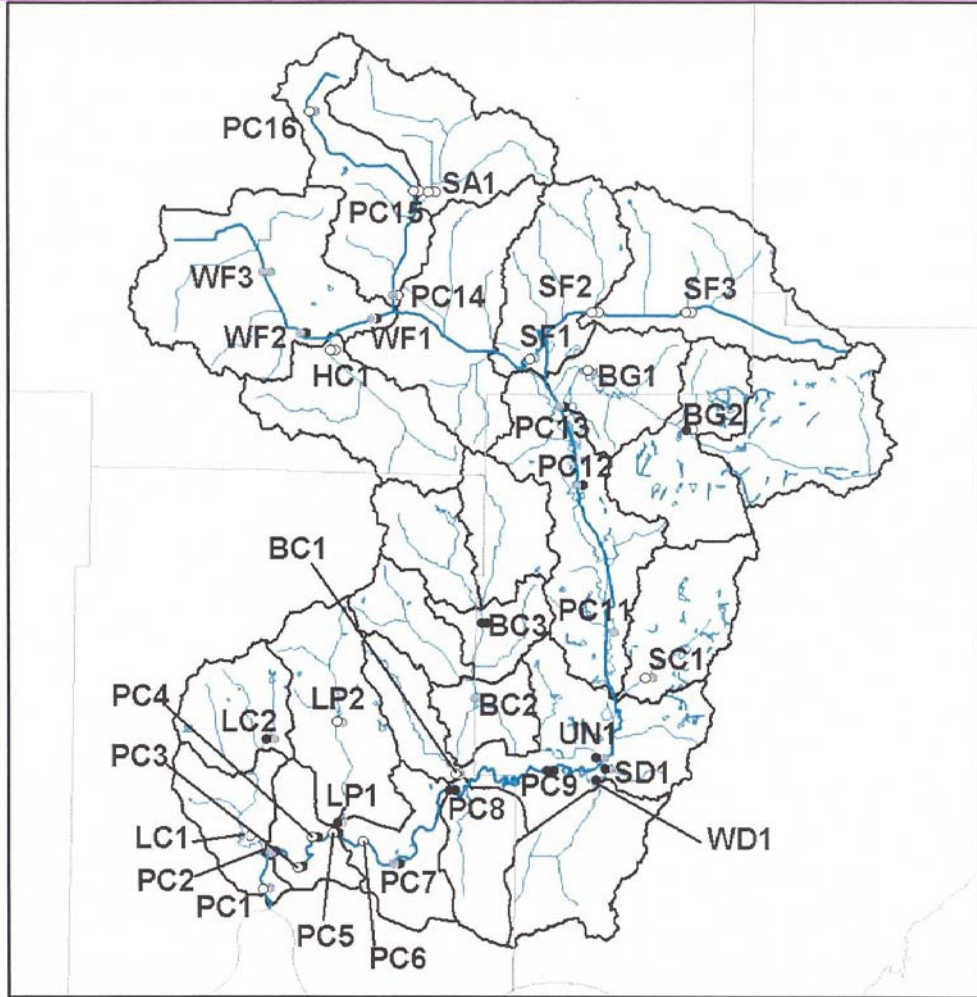 PC16
SA1
PC15
WF3
SF2
SF3
PC14
WF2
WF1
SF1
HC1
BG1
PC13
BG2
PC12
BC1
PC11
BC3
SC1
PC4
LP2
BC2
LC2
UN1
PC3
SD1
LP1
PC9
PC8
LC1
WD1
PC2
PC7
PC1
PC5
PC6